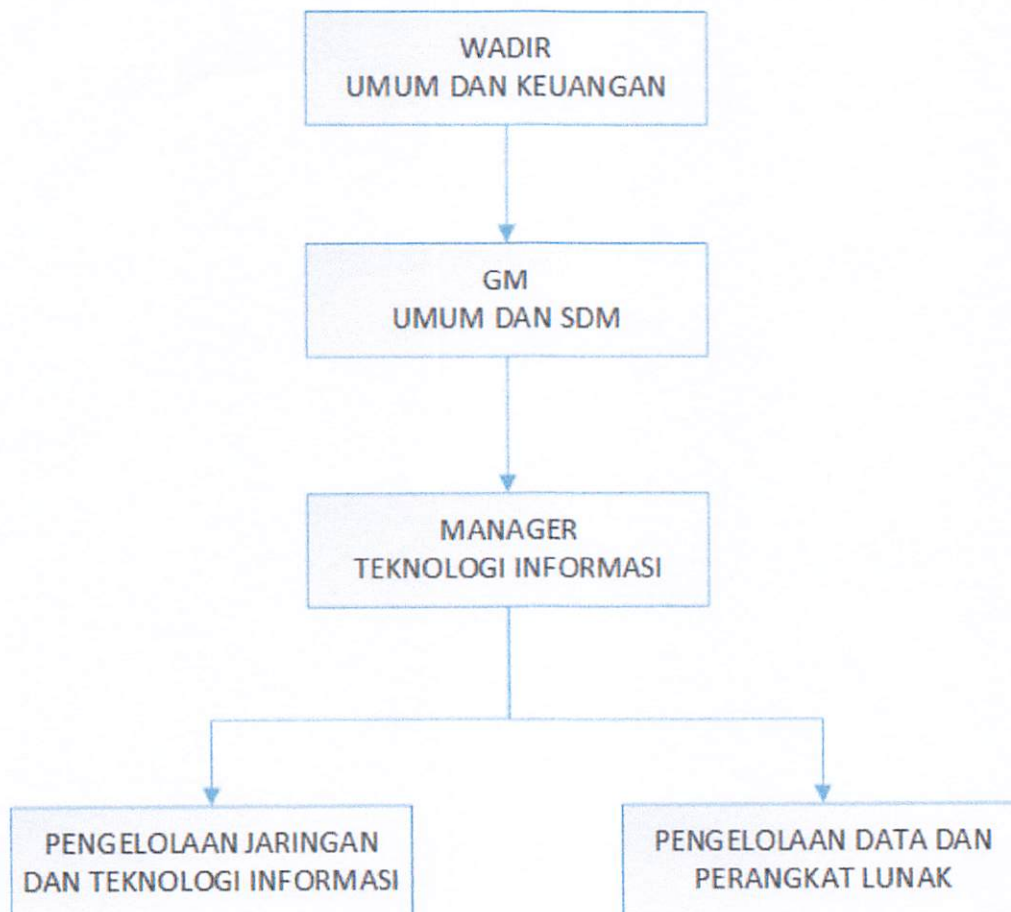 WADIR
UMUM DAN KEUANGAN
GM
UMUM DAN SDM
MANAGER
TEKNOLOGI INFORMASI
PENGELOLAAN JARINGAN
DAN TEKNOLOGI INFORMASI
PENGELOLAAN DATA DAN
PERANGKAT LUNAK